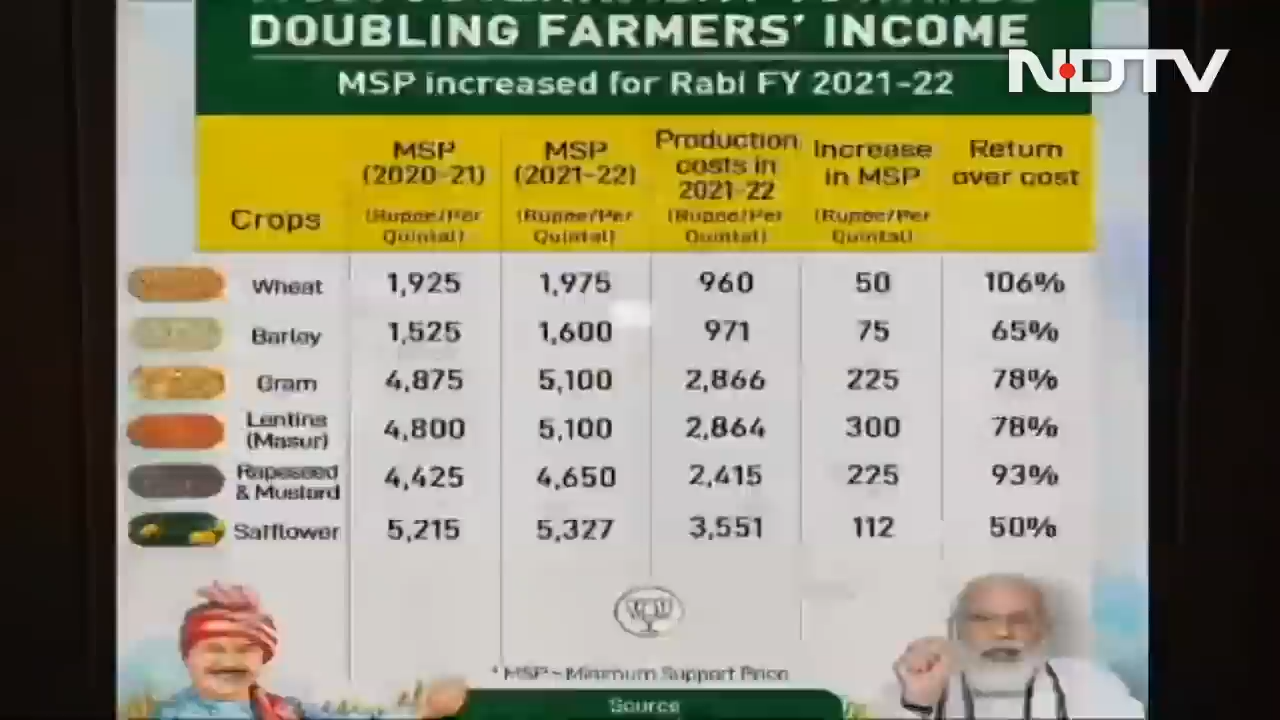 DOUBLING FARMERS' INCOME
NDTV
MSP increased for Rabi FY 2021-22
Crops
MSP
(2020-21)
(Rupee/Per
Quintal)
MSP
(2021-22)
(Rupee/Per
Quintal)
Production
costs in
2021-22
(Rupee/Per
Quintal)
Increase
in MSP
(Rupee/Per
Quintal)
Return
over cost
Wheat 1,925 1,975 960 50 106%
Barley 1,525 1,600 971 75 65%
Gram 4,875 5,100 2,866 225 78%
Lentins
(Masur) 4,800 5,100 2,864 300 78%
Rapeseed
& Mustard 4,425 4,650 2,415 225 93%
Safflower 5,215 5,327 3,551 112 50%
* MSP - Minimum Support Price
Source